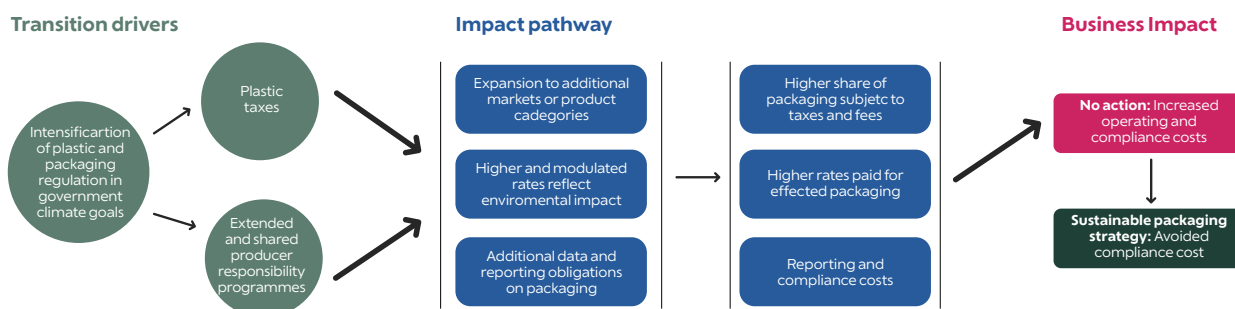 Transition drivers
Impact pathway
Business Impact
Intensificartion
of plastic and
packaging
regulation in
government
climate goals
Plastic
taxes
Extended
and shared
producer
responsibility
programmes
Expansion to additional
markets or product
cadegories
Higher and modulated
rates reflect
enviromental impact
Additional data and
reporting obligations
on packaging
Higher share of
packaging subjetc to
taxes and fees
Higher rates paid for
effected packaging
Reporting and
compliance costs
No action: Increased
operating and
compliance costs
Sustainable packaging
strategy: Avoided
compliance cost